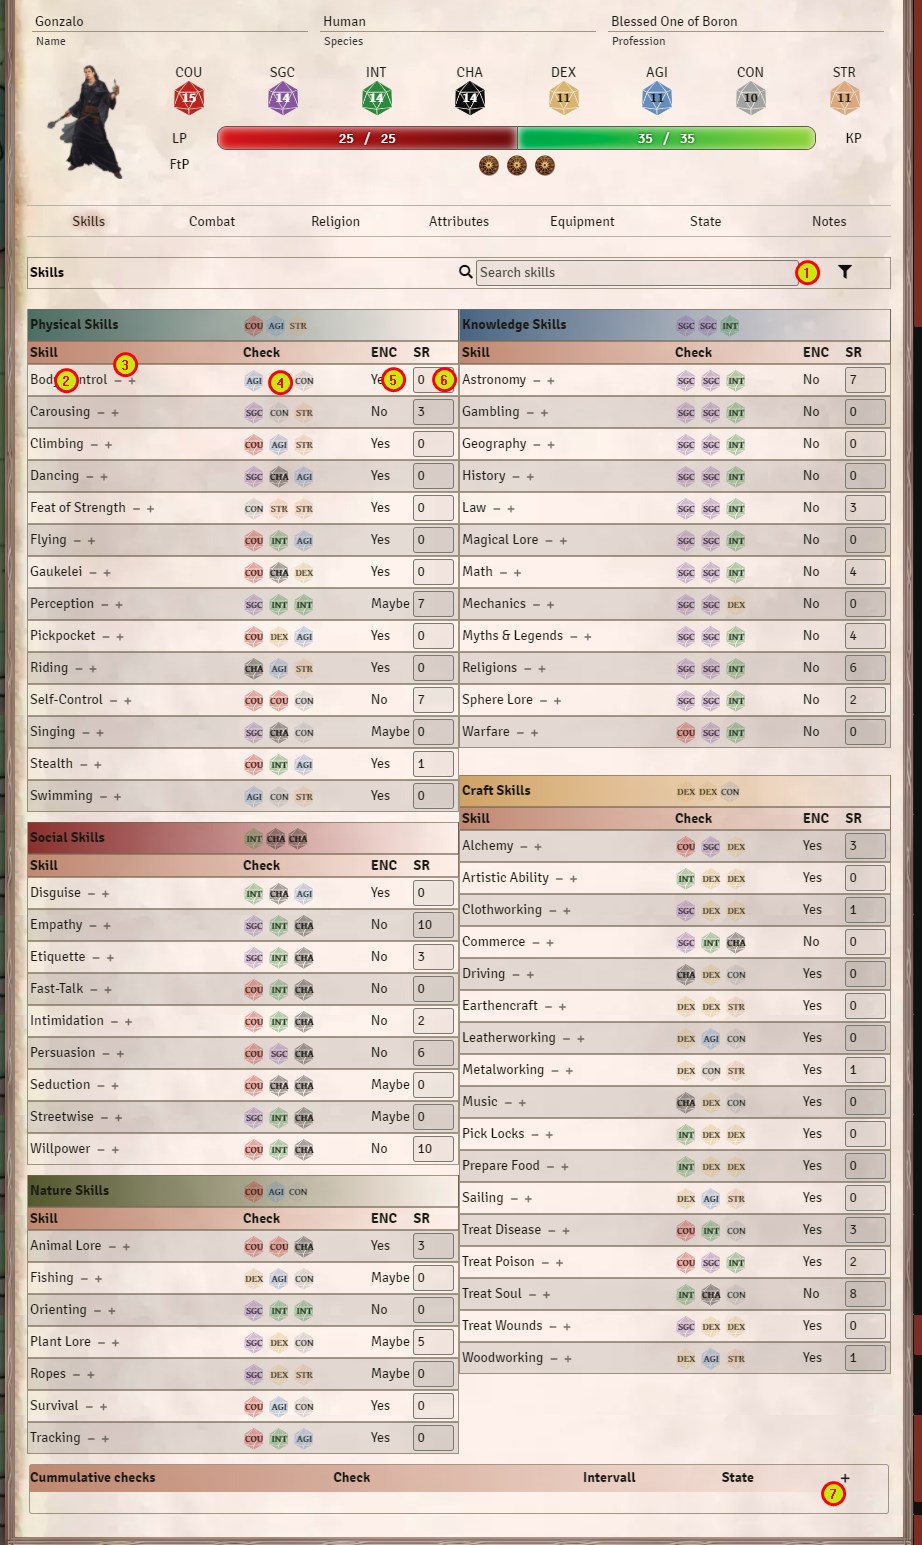 Gonzalo Human Blessed One of Boron
Name Species Profession
COU SGC INT CHA DEX AGI CON STR
15 14 14 14 11 11 10 11
LP 25 / 25 35 / 35 KP
FtP
Skills Combat Religion Attributes Equipment State Notes
Skills Search skills 1
Physical Skills COU AGI STR
Skill Check ENC SR
3
Body 2 ntrol − + AGI 4 CON Ye 5 0 6
Carousing − + SGC CON STR No 3
Climbing − + COU AGI STR Yes 0
Dancing − + SGC CHA AGI Yes 0
Feat of Strength − + CON STR STR Yes 0
Flying − + COU INT AGI Yes 0
Gaukelei − + COU CHA DEX Yes 0
Perception − + SGC INT INT Maybe 7
Pickpocket − + COU DEX AGI Yes 0
Riding − + CHA AGI STR Yes 0
Self-Control − + COU COU CON No 7
Singing − + SGC CHA CON Maybe 0
Stealth − + COU INT AGI Yes 1
Swimming − + AGI CON STR Yes 0
Social Skills INT CHA CHA
Skill Check ENC SR
Disguise − + INT CHA AGI Yes 0
Empathy − + SGC INT CHA No 10
Etiquette − + SGC INT CHA No 3
Fast-Talk − + COU INT CHA No 0
Intimidation − + COU INT CHA No 2
Persuasion − + COU SGC CHA No 6
Seduction − + COU CHA CHA Maybe 0
Streetwise − + SGC INT CHA Maybe 0
Willpower − + COU INT CHA No 10
Nature Skills COU AGI CON
Skill Check ENC SR
Animal Lore − + COU COU CHA Yes 3
Fishing − + DEX AGI CON Maybe 0
Orienting − + SGC INT INT No 0
Plant Lore − + SGC DEX CON Maybe 5
Ropes − + SGC DEX STR Maybe 0
Survival − + COU AGI CON Yes 0
Tracking − + COU INT AGI Yes 0
Knowledge Skills SGC SGC INT
Skill Check ENC SR
Astronomy − + SGC SGC INT No 7
Gambling − + SGC SGC INT No 0
Geography − + SGC SGC INT No 0
History − + SGC SGC INT No 0
Law − + SGC SGC INT No 3
Magical Lore − + SGC SGC INT No 0
Math − + SGC SGC INT No 4
Mechanics − + SGC SGC DEX No 0
Myths & Legends − + SGC SGC INT No 4
Religions − + SGC SGC INT No 6
Sphere Lore − + SGC SGC INT No 2
Warfare − + COU SGC INT No 0
Craft Skills DEX DEX CON
Skill Check ENC SR
Alchemy − + COU SGC DEX Yes 3
Artistic Ability − + INT DEX DEX Yes 0
Clothworking − + SGC DEX DEX Yes 1
Commerce − + SGC INT CHA No 0
Driving − + CHA DEX CON Yes 0
Earthencraft − + DEX DEX STR Yes 0
Leatherworking − + DEX AGI CON Yes 0
Metalworking − + DEX CON STR Yes 1
Music − + CHA DEX CON Yes 0
Pick Locks − + INT DEX DEX Yes 0
Prepare Food − + INT DEX DEX Yes 0
Sailing − + DEX AGI STR Yes 0
Treat Disease − + COU INT CON Yes 3
Treat Poison − + COU SGC INT Yes 2
Treat Soul − + INT CHA CON No 8
Treat Wounds − + SGC DEX DEX Yes 0
Woodworking − + DEX AGI STR Yes 1
Cummulative checks Check Intervall State +
7